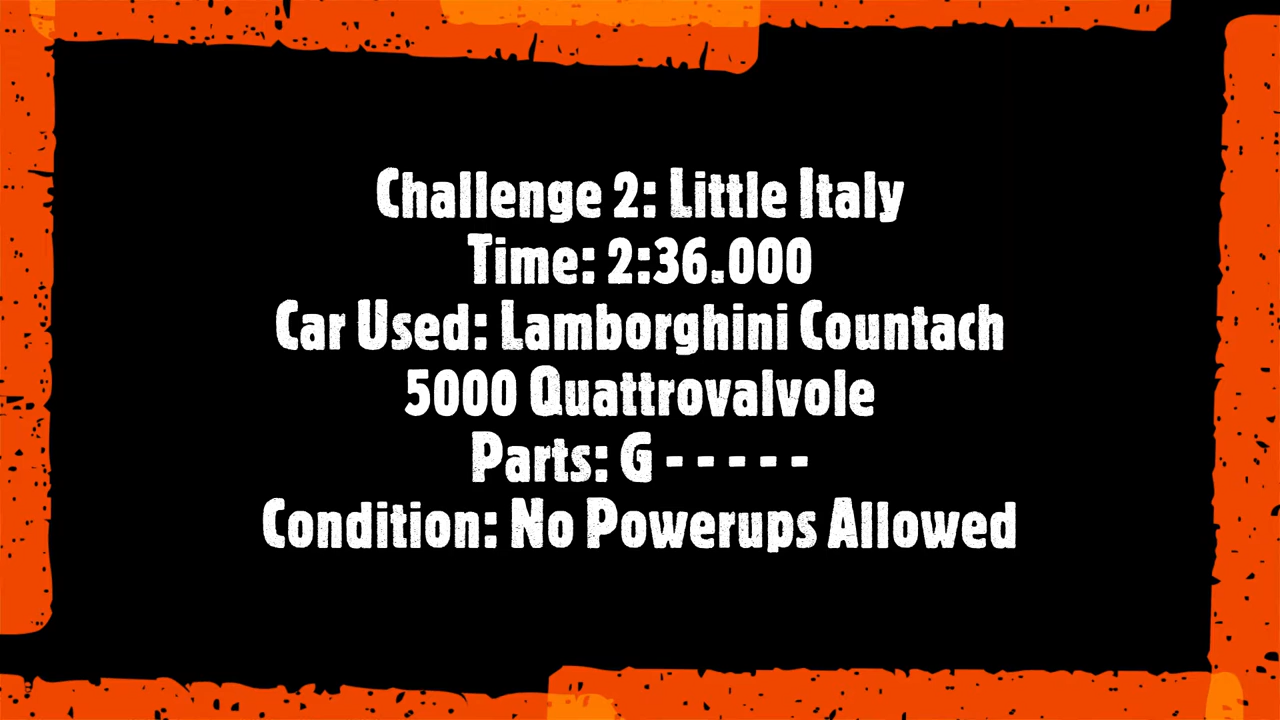 Challenge 2: Little Italy
Time: 2:36.000
Car Used: Lamborghini Countach
5000 Quattrovalvole
Parts: G - - - - -
Condition: No Powerups Allowed